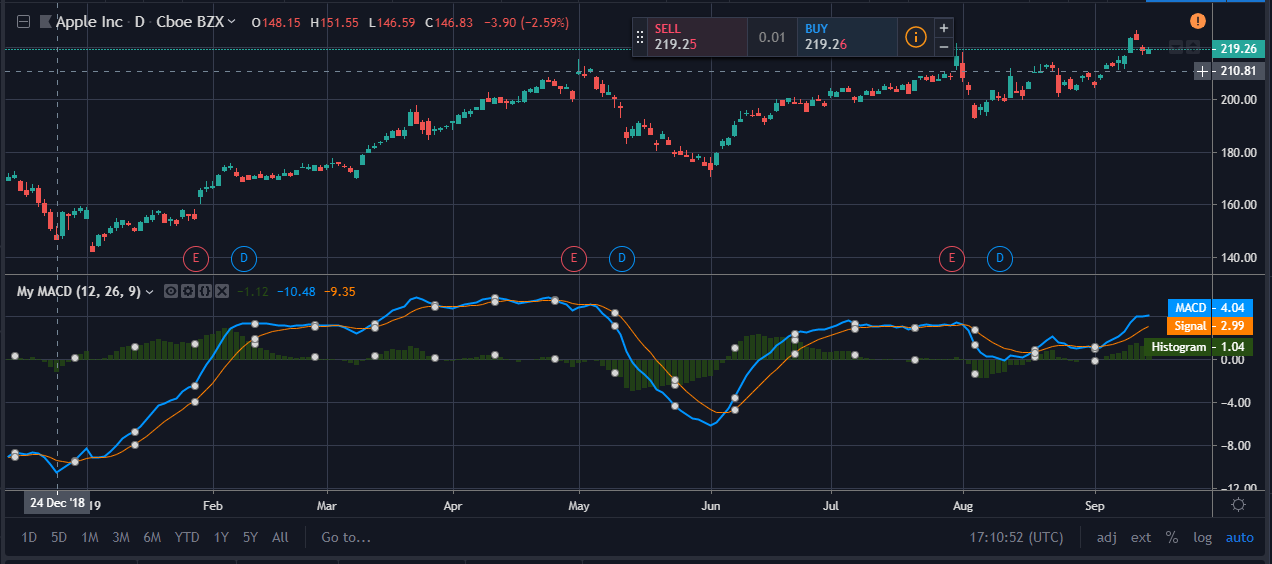 Apple Inc · D · Cboe BZX O148.15 H151.55 L146.59 C146.83 −3.90 (−2.59%)
SELL
219.25
0.01
BUY
219.26
219.26
210.81
200.00
180.00
160.00
140.00
E D E D E D
My MACD (12, 26, 9) −1.12 −10.48 −9.35
MACD 4.04
Signal 2.99
Histogram 1.04
0.00
−4.00
−8.00
−12.00
24 Dec '18 19 Feb Mar Apr May Jun Jul Aug Sep
1D 5D 1M 3M 6M YTD 1Y 5Y All Go to... 17:10:52 (UTC) adj ext % log auto